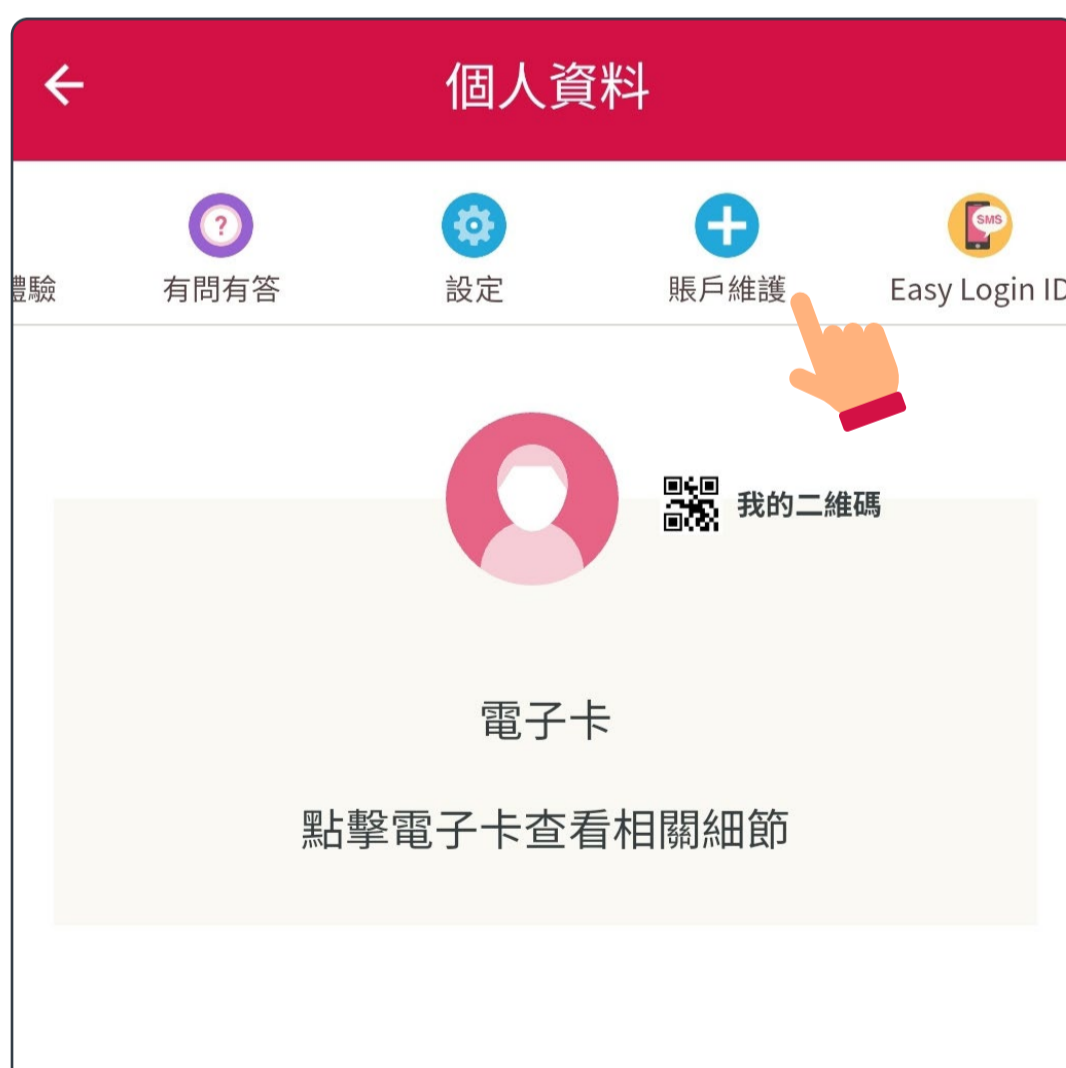 個人資料
體驗
有問有答
設定
賬戶維護
SMS
Easy Login ID
我的二維碼
電子卡
點擊電子卡查看相關細節